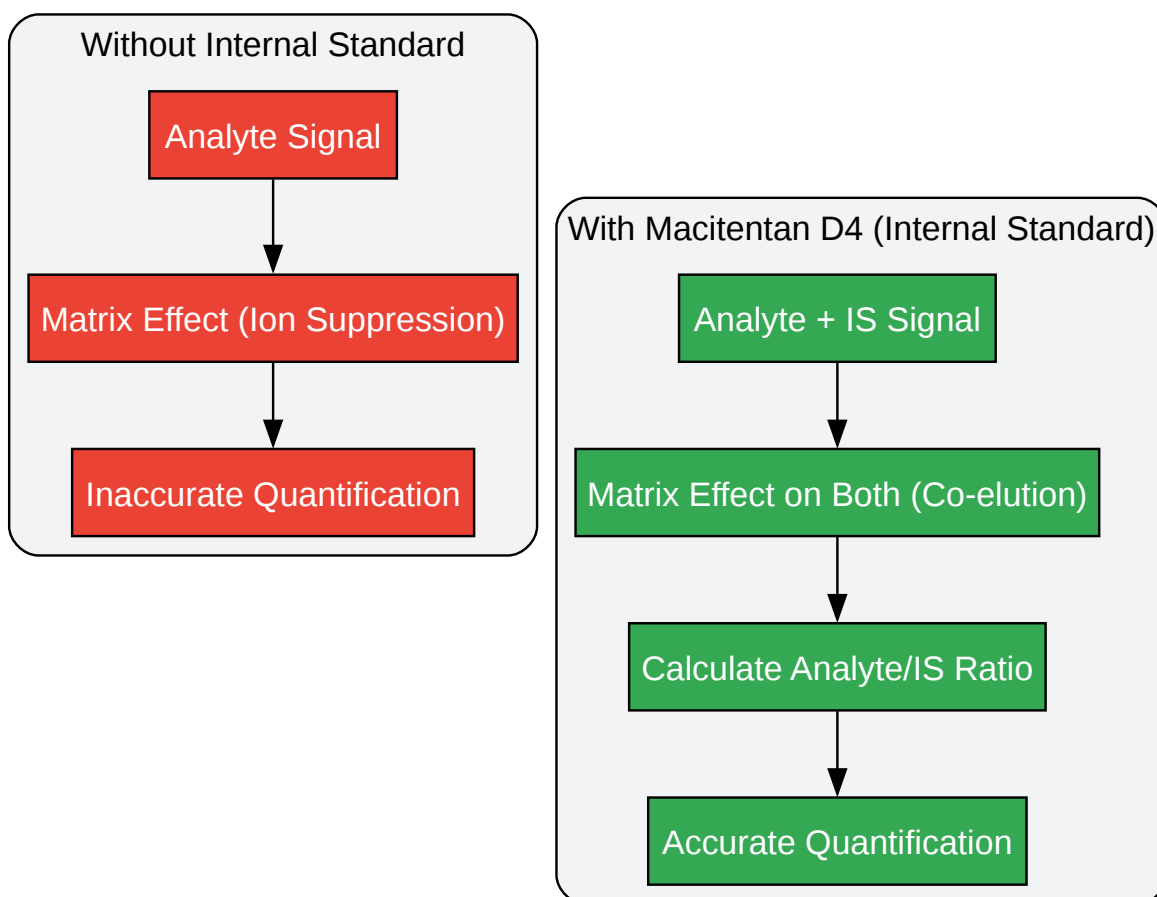 Without Internal Standard
Analyte Signal
Matrix Effect (Ion Suppression)
Inaccurate Quantification
With Macitentan D4 (Internal Standard)
Analyte + IS Signal
Matrix Effect on Both (Co-elution)
Calculate Analyte/IS Ratio
Accurate Quantification